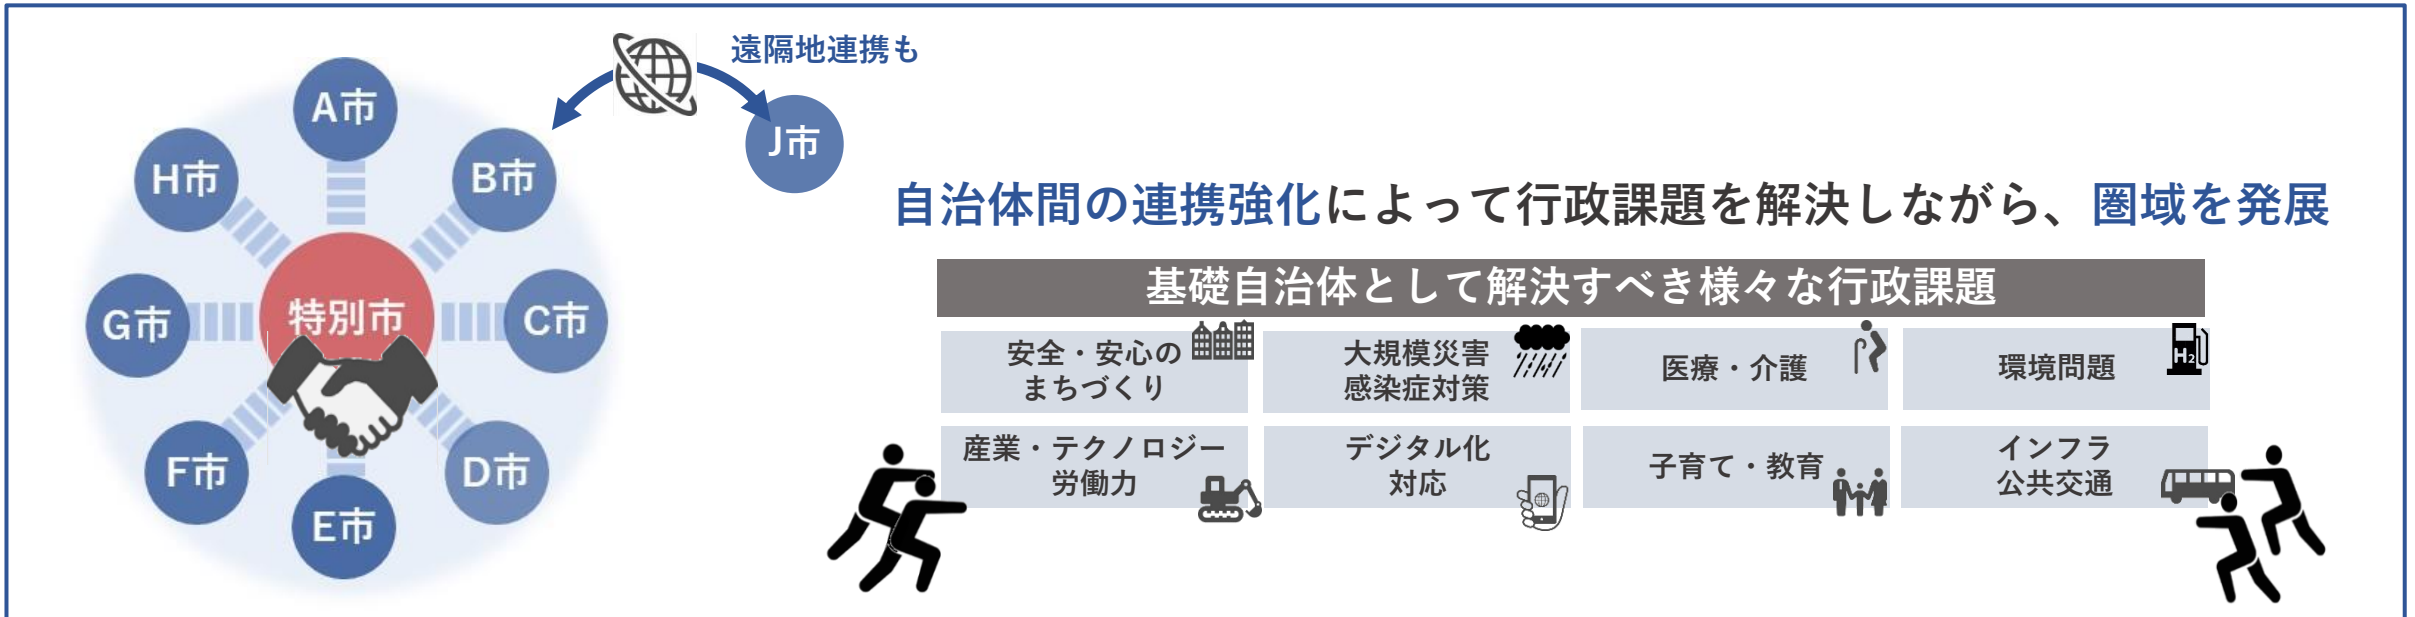 遠隔地連携も
A市
B市
C市
D市
E市
F市
G市
H市
特別市
J市
自治体間の連携強化によって行政課題を解決しながら、圏域を発展
基礎自治体として解決すべき様々な行政課題
安全・安心の
まちづくり
大規模災害
感染症対策
医療・介護
環境問題
H2
産業・テクノロジー
労働力
デジタル化
対応
子育て・教育
インフラ
公共交通